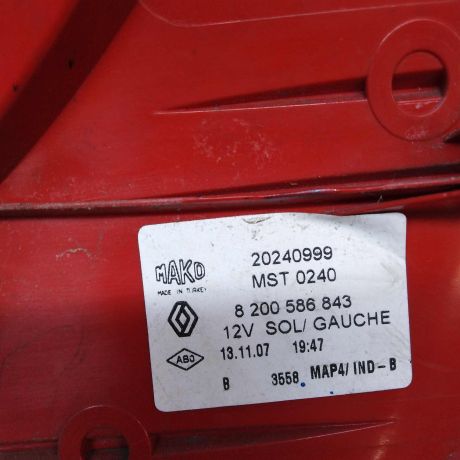 MAKO
MADE IN TURKEY
20240999
MST 0240
8 200 586 843
12V SOL/ GAUCHE
ABS
13.11.07 19:47
B 3558 MAP4/ IND-B